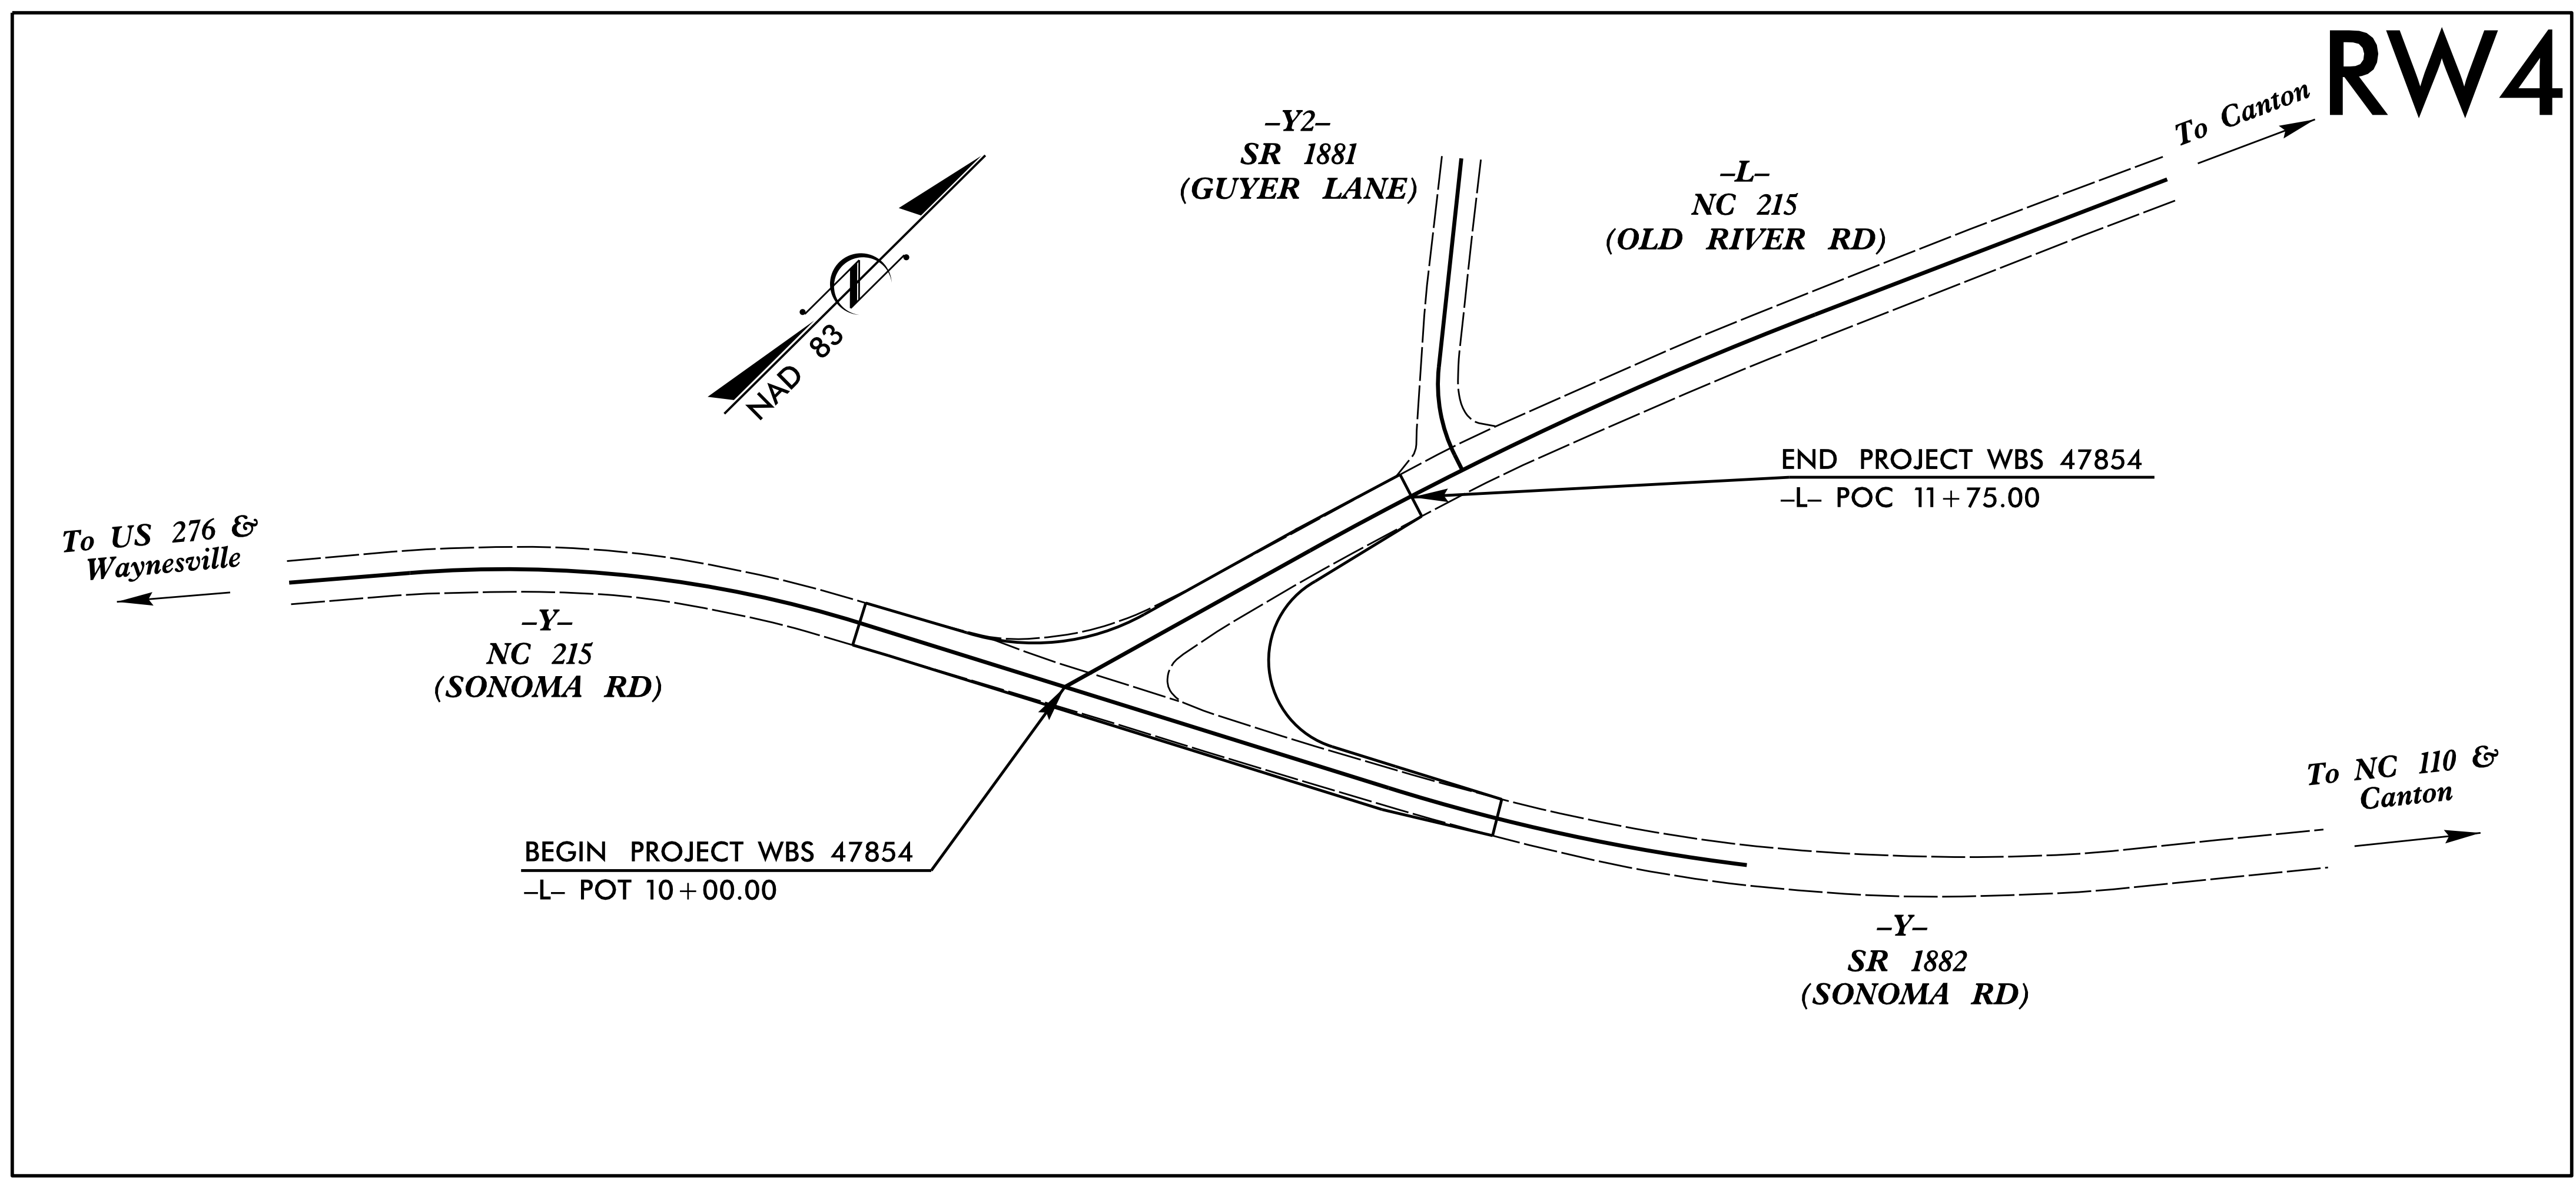 RW4
To Canton
–Y2–
SR 1881
(GUYER LANE)
–L–
NC 215
(OLD RIVER RD)
N
NAD 83
END PROJECT WBS 47854
–L– POC 11+75.00
To US 276 &
Waynesville
–Y–
NC 215
(SONOMA RD)
To NC 110 &
Canton
BEGIN PROJECT WBS 47854
–L– POT 10+00.00
–Y–
SR 1882
(SONOMA RD)